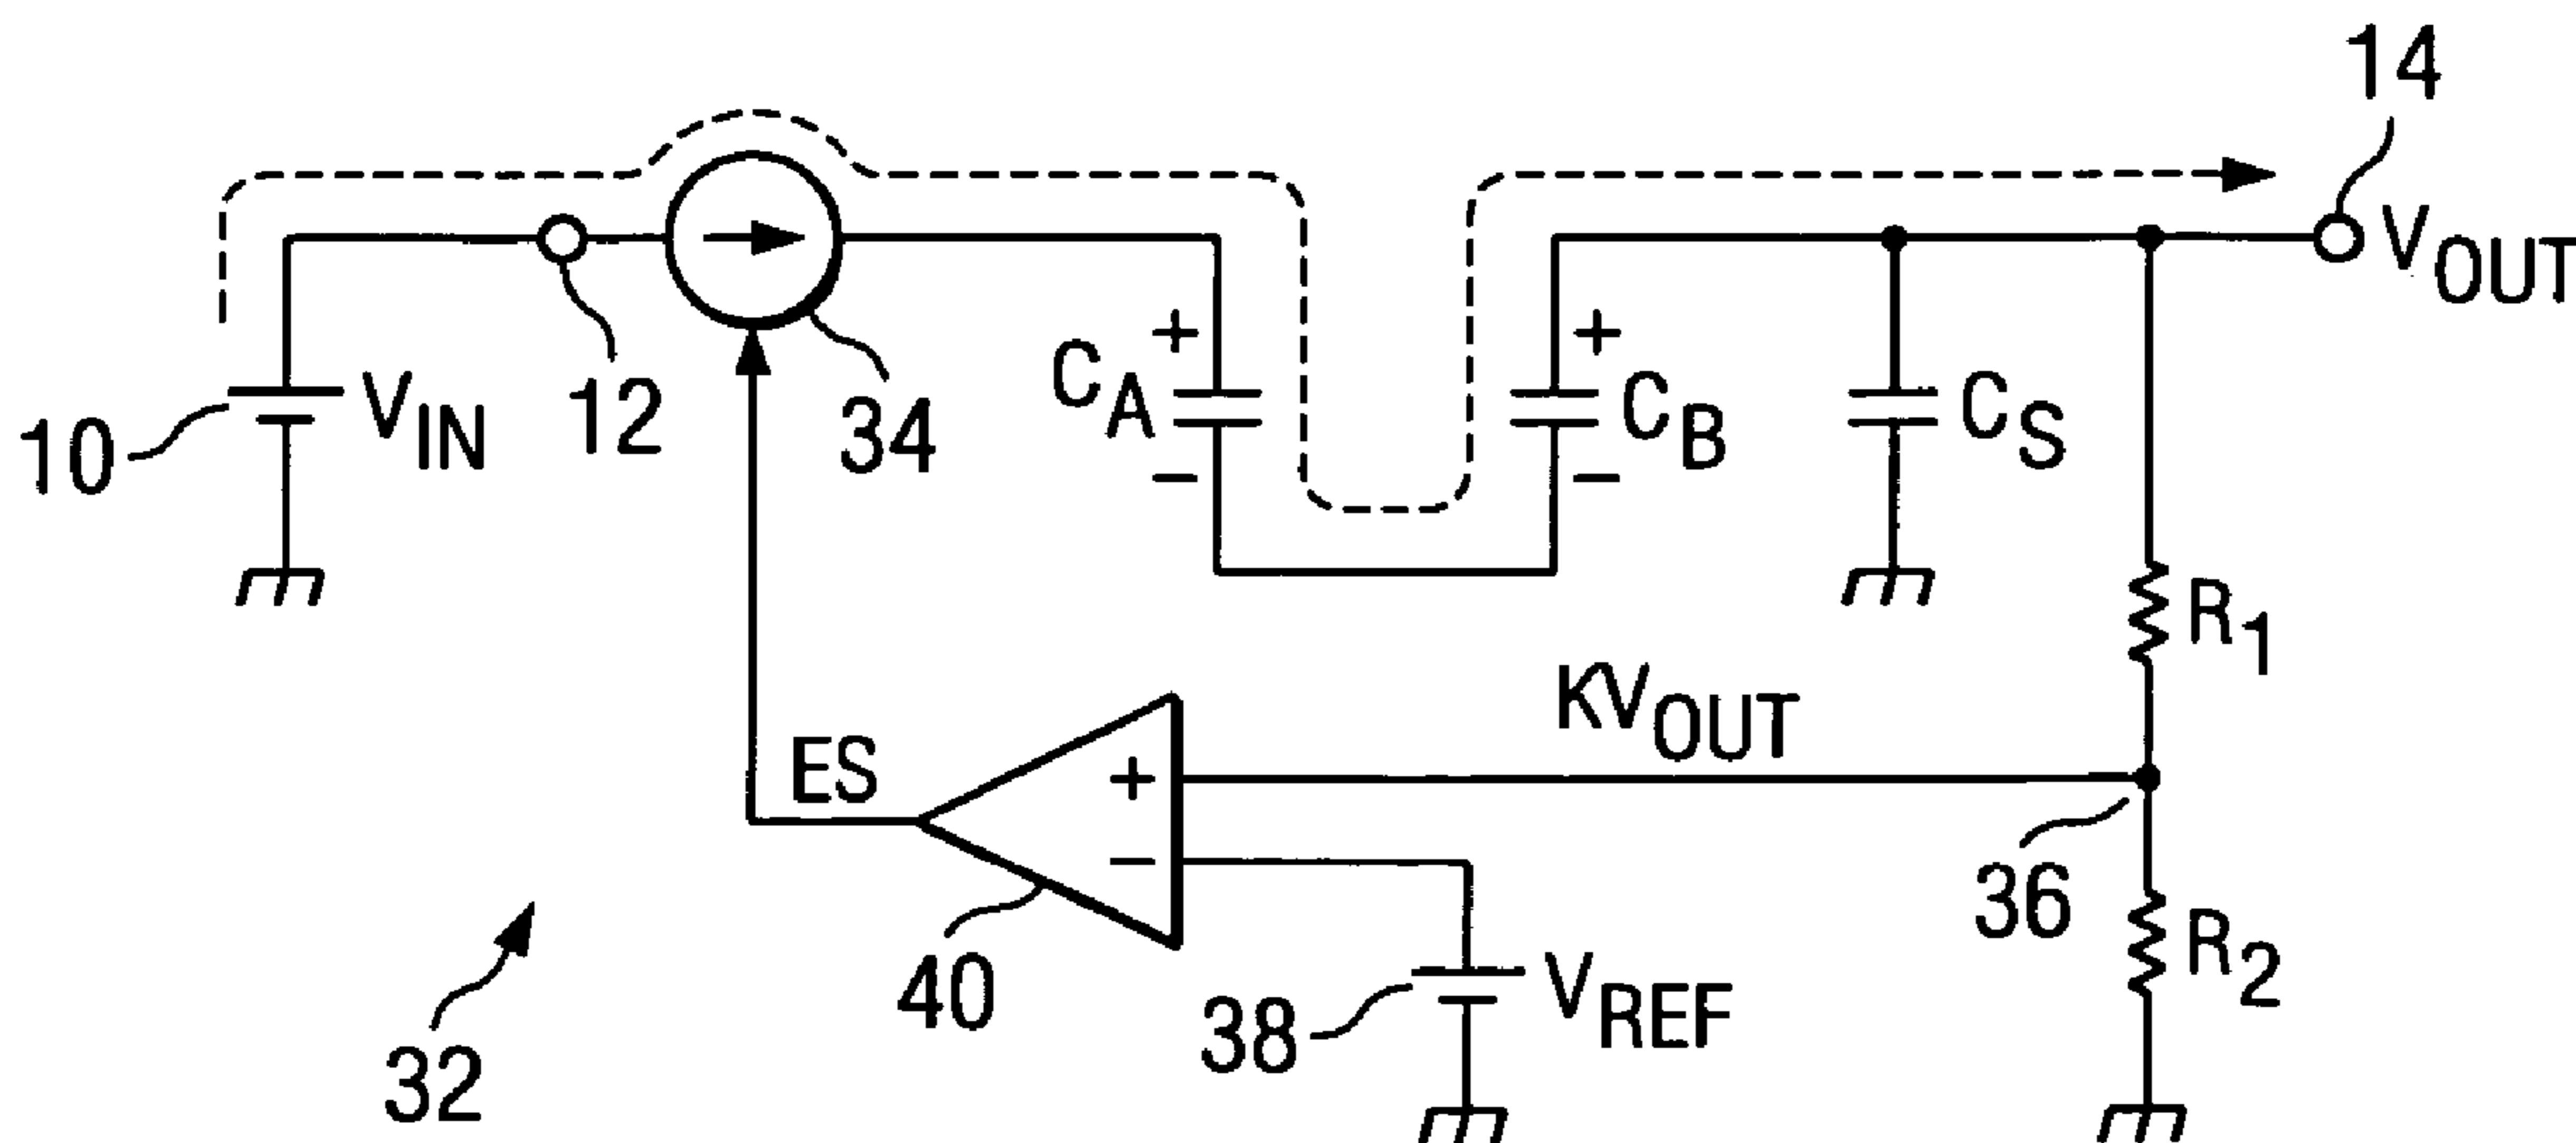 14
V_OUT
10
V_IN
12
34
+
C_A
−
+
C_B
−
C_S
R_1
KV_OUT
36
R_2
ES
+
−
40
38
V_REF
32